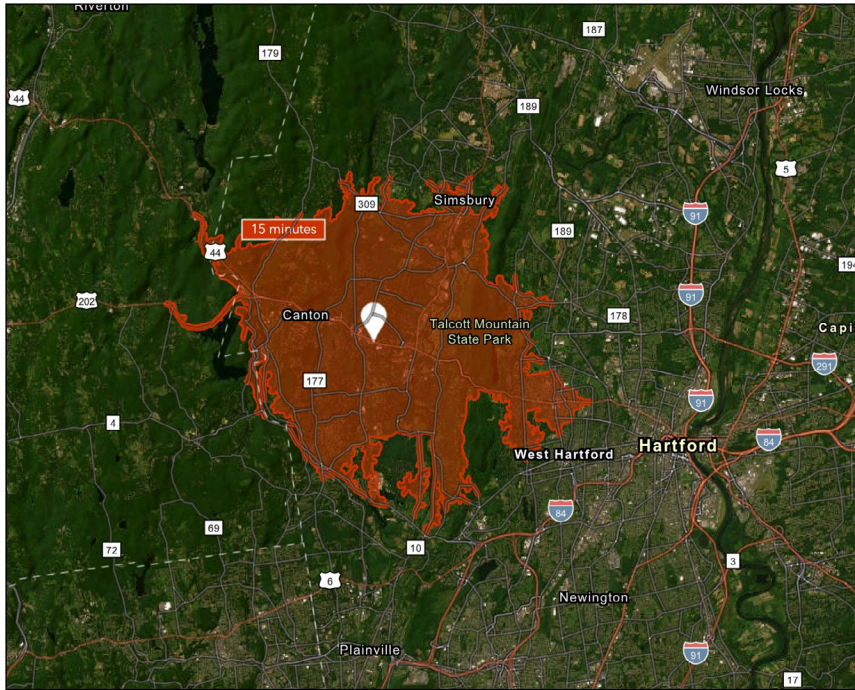 Riverton
187
179
44
Windsor Locks
189
5
Simsbury
309
91
15 minutes
189
44
194
91
202
Canton
178
Talcott Mountain
State Park
Capi
291
177
91
4
84
Hartford
West Hartford
84
69
72
10
3
6
Newington
Plainville
91
17